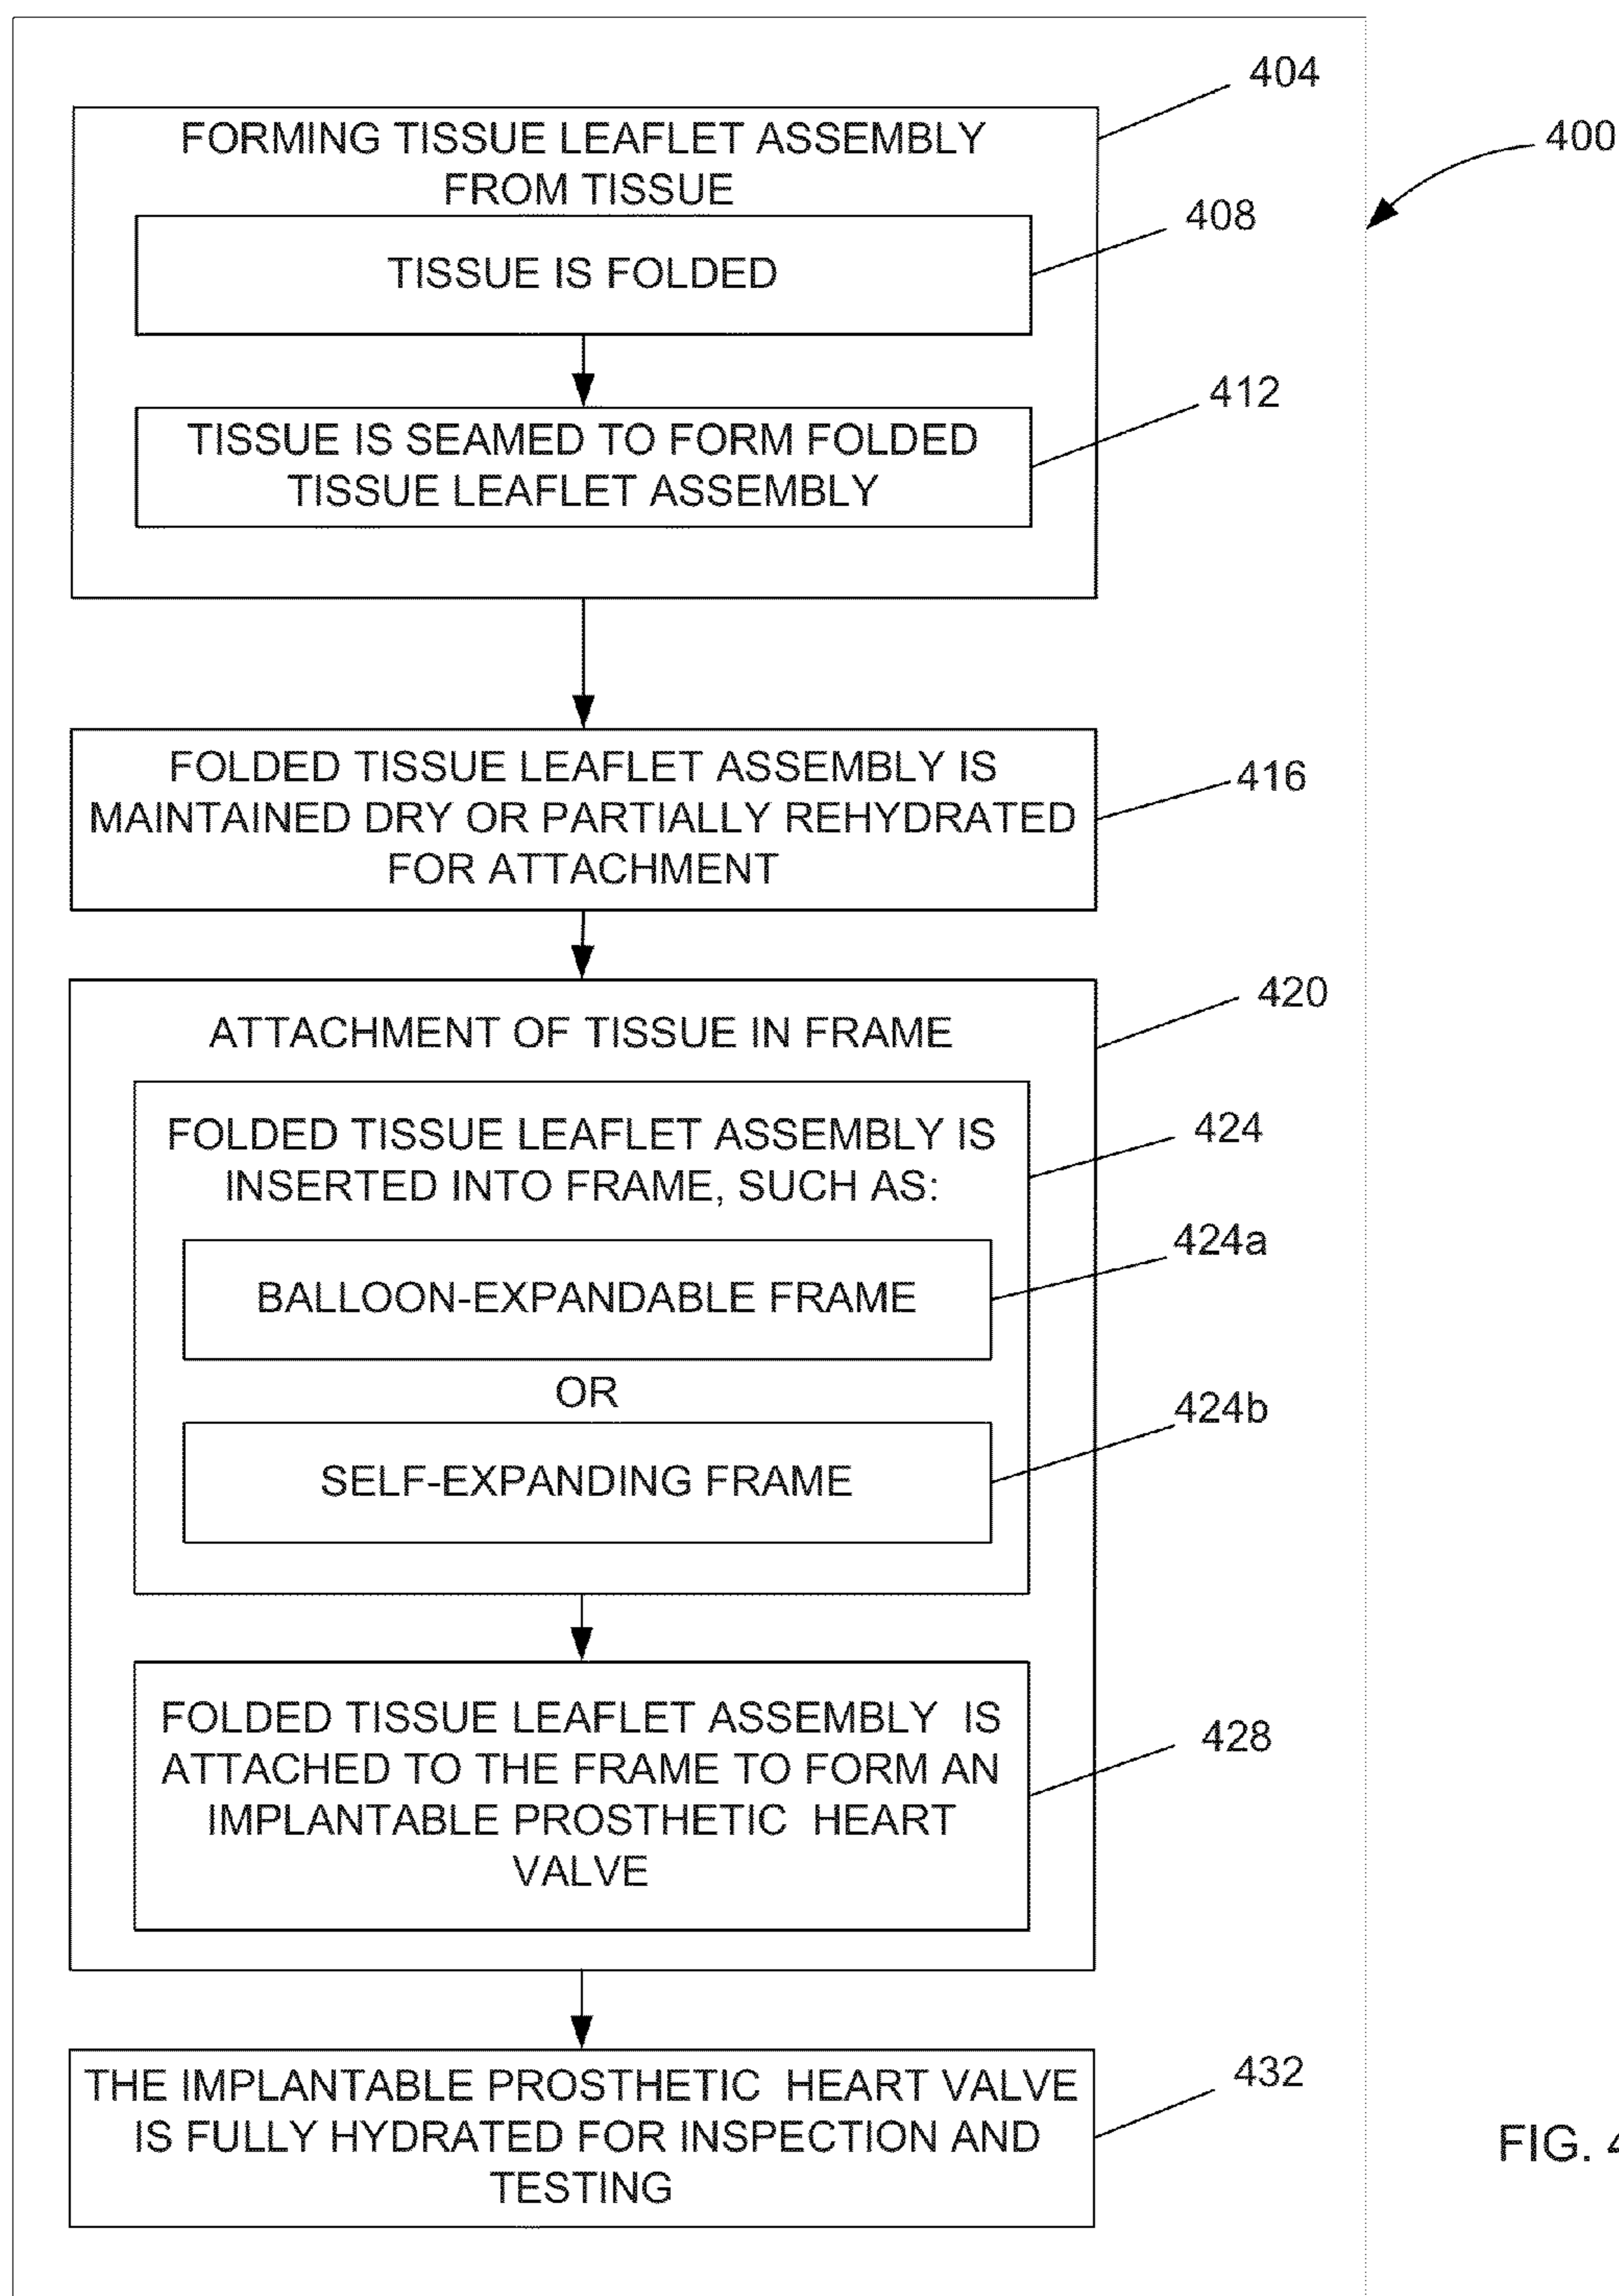 404
FORMING TISSUE LEAFLET ASSEMBLY
FROM TISSUE
400
408
TISSUE IS FOLDED
412
TISSUE IS SEAMED TO FORM FOLDED
TISSUE LEAFLET ASSEMBLY
FOLDED TISSUE LEAFLET ASSEMBLY IS
MAINTAINED DRY OR PARTIALLY REHYDRATED
FOR ATTACHMENT
416
420
ATTACHMENT OF TISSUE IN FRAME
FOLDED TISSUE LEAFLET ASSEMBLY IS
INSERTED INTO FRAME, SUCH AS:
424
424a
BALLOON-EXPANDABLE FRAME
OR
424b
SELF-EXPANDING FRAME
FOLDED TISSUE LEAFLET ASSEMBLY IS
ATTACHED TO THE FRAME TO FORM AN
IMPLANTABLE PROSTHETIC HEART
VALVE
428
THE IMPLANTABLE PROSTHETIC HEART VALVE
IS FULLY HYDRATED FOR INSPECTION AND
TESTING
432
FIG. 4